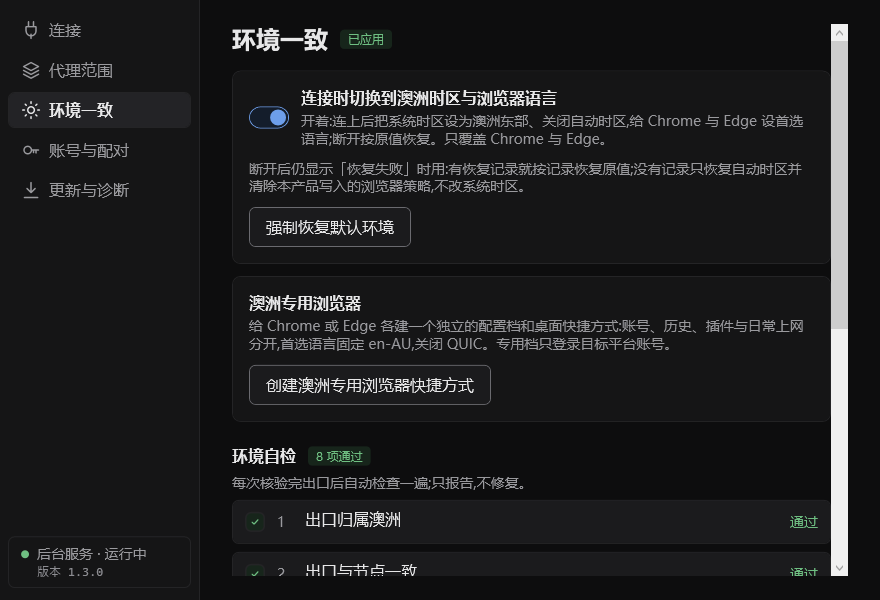 连接
代理范围
环境一致
账号与配对
更新与诊断
后台服务 · 运行中
版本 1.3.0
环境一致
已应用
连接时切换到澳洲时区与浏览器语言
开着:连上后把系统时区设为澳洲东部、关闭自动时区,给 Chrome 与 Edge 设首选
语言;断开按原值恢复。只覆盖 Chrome 与 Edge。
断开后仍显示「恢复失败」时用:有恢复记录就按记录恢复原值;没有记录只恢复自动时区并
清除本产品写入的浏览器策略,不改系统时区。
强制恢复默认环境
澳洲专用浏览器
给 Chrome 或 Edge 各建一个独立的配置档和桌面快捷方式:账号、历史、插件与日常上网
分开,首选语言固定 en-AU,关闭 QUIC。专用档只登录目标平台账号。
创建澳洲专用浏览器快捷方式
环境自检
8 项通过
每次核验完出口后自动检查一遍;只报告,不修复。
1 出口归属澳洲 通过
2 出口与节点一致 通过